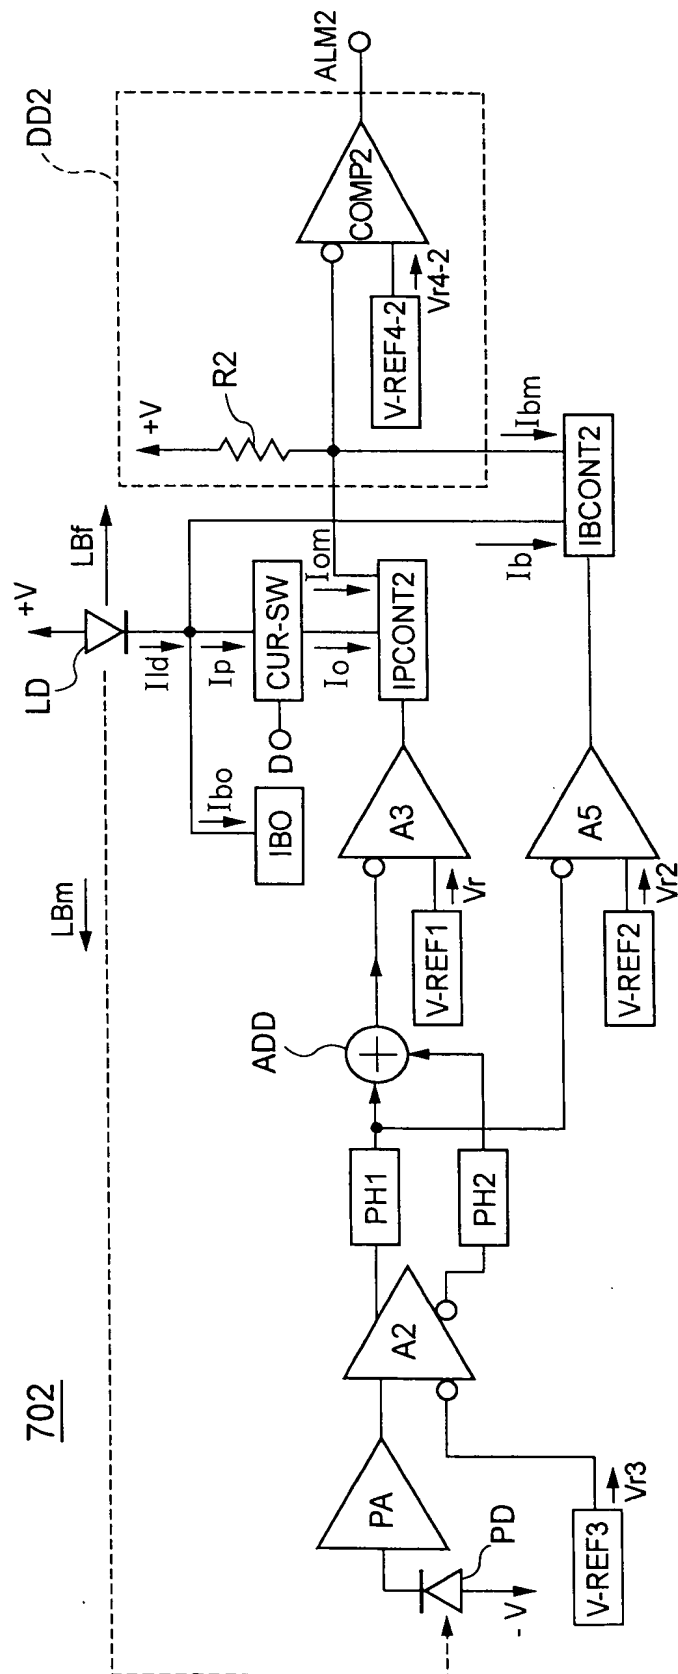 702
LBm
LBf
LD
+V
Ild
Ibo
IBO
Ip
DO
CUR-SW
Io
Iom
IPCONT2
+V
R2
DD2
ALM2
COMP2
V-REF4-2
Vr4-2
Ibm
Ib
IBCONT2
PD
-V
PA
V-REF3
Vr3
A2
PH1
PH2
ADD
A3
V-REF1
Vr
A5
V-REF2
Vr2